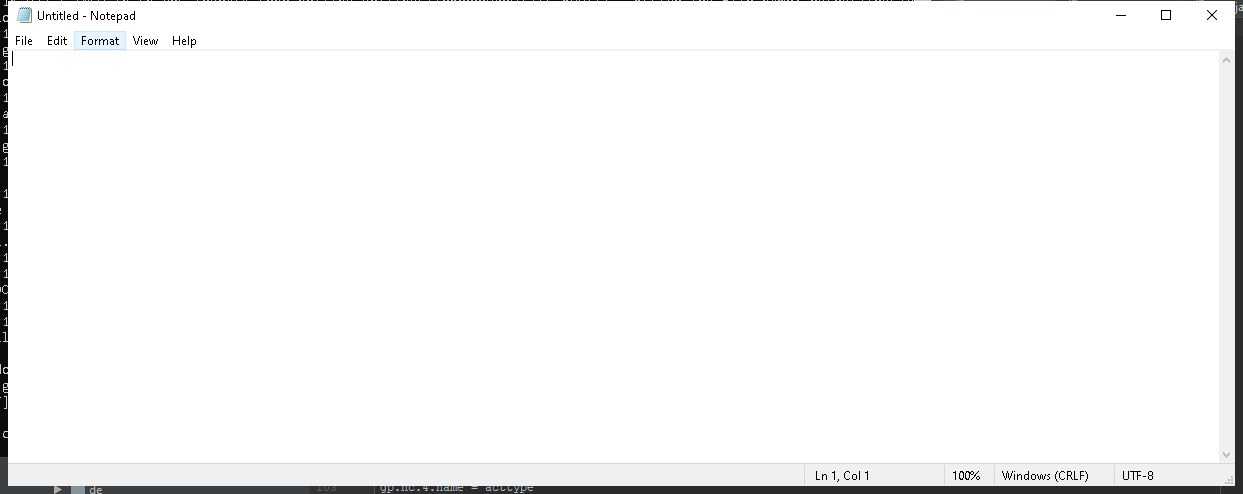 Untitled - Notepad
File Edit Format View Help
Ln 1, Col 1 100% Windows (CRLF) UTF-8
de 103 gp.nc.4.name = acctype